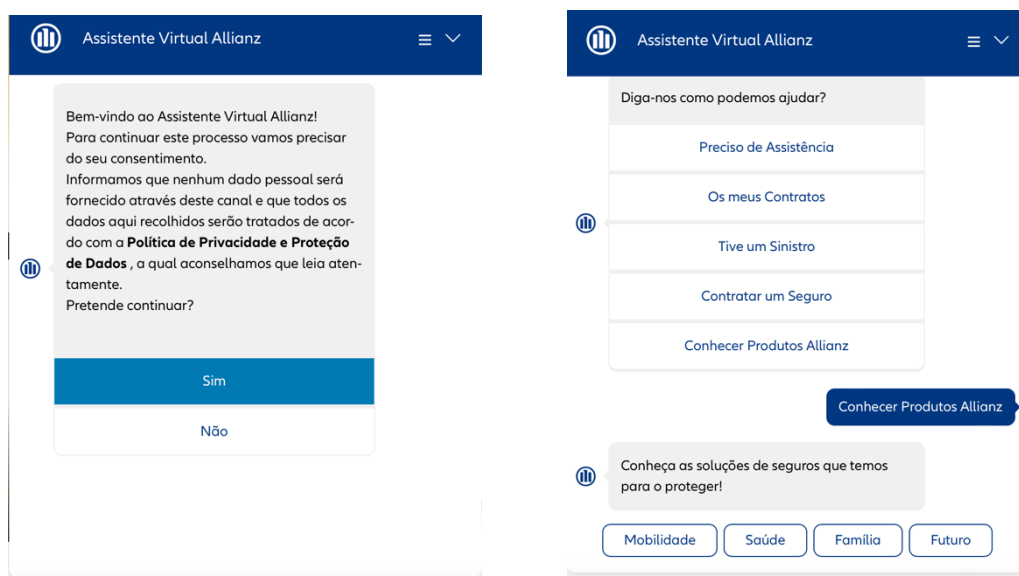 Assistente Virtual Allianz
Bem-vindo ao Assistente Virtual Allianz!
Para continuar este processo vamos precisar
do seu consentimento.
Informamos que nenhum dado pessoal será
fornecido através deste canal e que todos os
dados aqui recolhidos serão tratados de acor-
do com a Política de Privacidade e Proteção
de Dados , a qual aconselhamos que leia aten-
tamente.
Pretende continuar?
Sim
Não
Assistente Virtual Allianz
Diga-nos como podemos ajudar?
Preciso de Assistência
Os meus Contratos
Tive um Sinistro
Contratar um Seguro
Conhecer Produtos Allianz
Conhecer Produtos Allianz
Conheça as soluções de seguros que temos
para o proteger!
Mobilidade Saúde Família Futuro